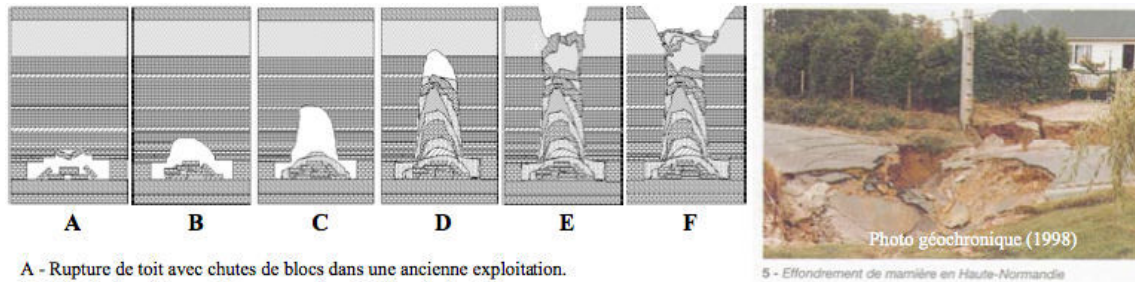 A B C D E F
A - Rupture de toit avec chutes de blocs dans une ancienne exploitation.
Photo géochronique (1998)
5 - Effondrement de marnière en Haute-Normandie